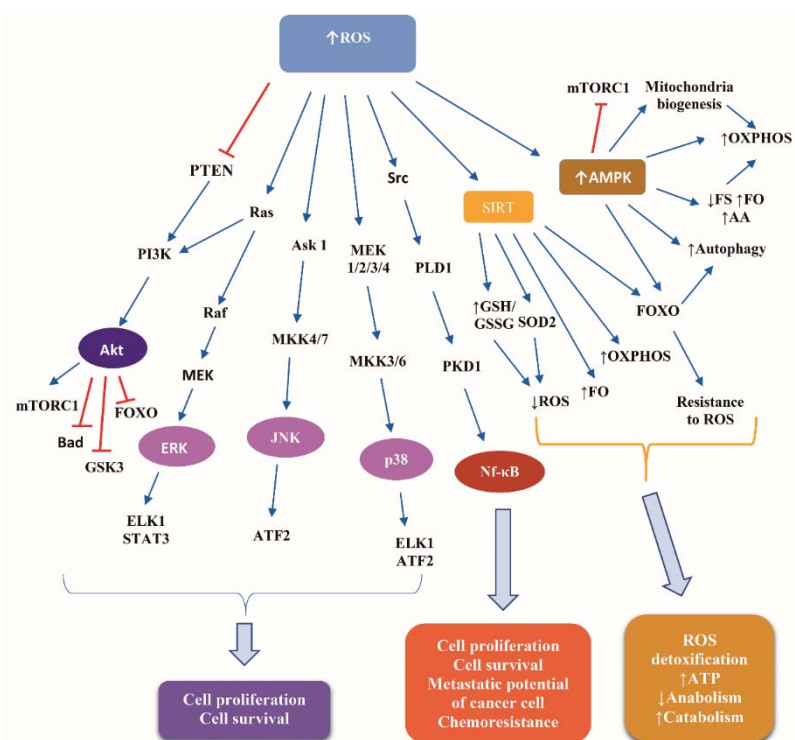 ↑ROS
mTORC1
Mitochondria
biogenesis
↑OXPHOS
PTEN
Src
↑AMPK
SIRT
↓FS ↑FO
↑AA
Ras
PI3K
Ask 1
MEK
1/2/3/4
PLD1
↑Autophagy
Raf
↑GSH/
GSSG
SOD2
FOXO
Akt
MKK4/7
MKK3/6
PKD1
↑OXPHOS
MEK
mTORC1
FOXO
↓ROS
↑FO
Resistance
to ROS
Bad
GSK3
ERK
JNK
p38
Nf-κB
ELK1
STAT3
ATF2
ELK1
ATF2
Cell proliferation
Cell survival
Cell proliferation
Cell survival
Metastatic potential
of cancer cell
Chemoresistance
ROS
detoxification
↑ATP
↓Anabolism
↑Catabolism